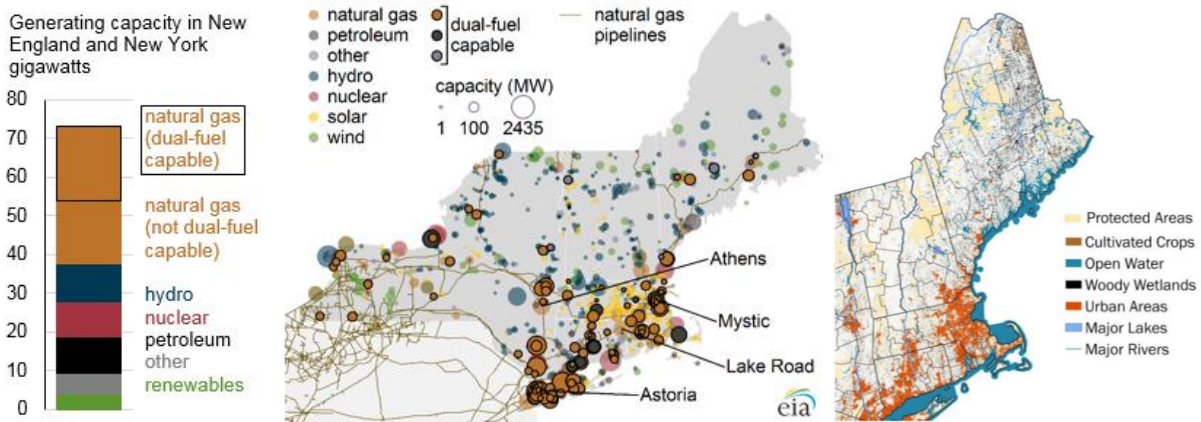 Generating capacity in New
England and New York
gigawatts
80
70
60
50
40
30
20
10
0
natural gas
(dual-fuel
capable)
natural gas
(not dual-fuel
capable)
hydro
nuclear
petroleum
other
renewables
natural gas
petroleum
other
hydro
nuclear
solar
wind
dual-fuel
capable
capacity (MW)
1 100 2435
natural gas
pipelines
Athens
Mystic
Lake Road
Astoria
eia
Protected Areas
Cultivated Crops
Open Water
Woody Wetlands
Urban Areas
Major Lakes
Major Rivers